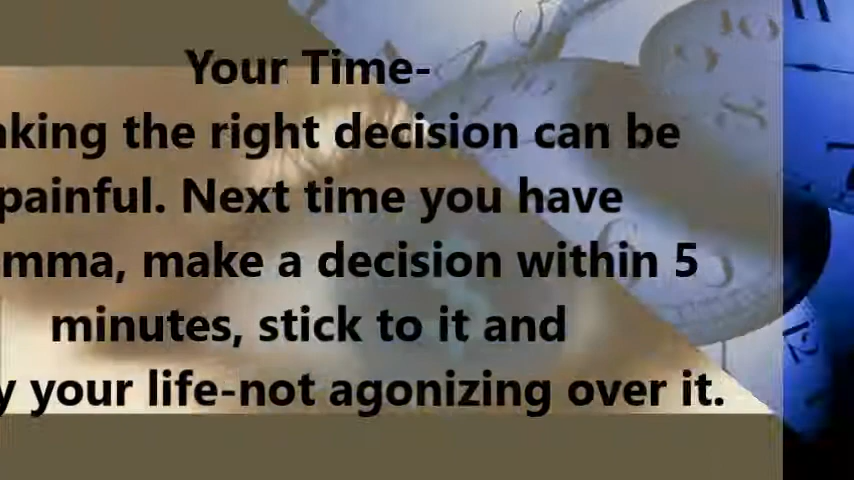 Your Time-
aking the right decision can be
painful. Next time you have
mma, make a decision within 5
minutes, stick to it and
y your life-not agonizing over it.